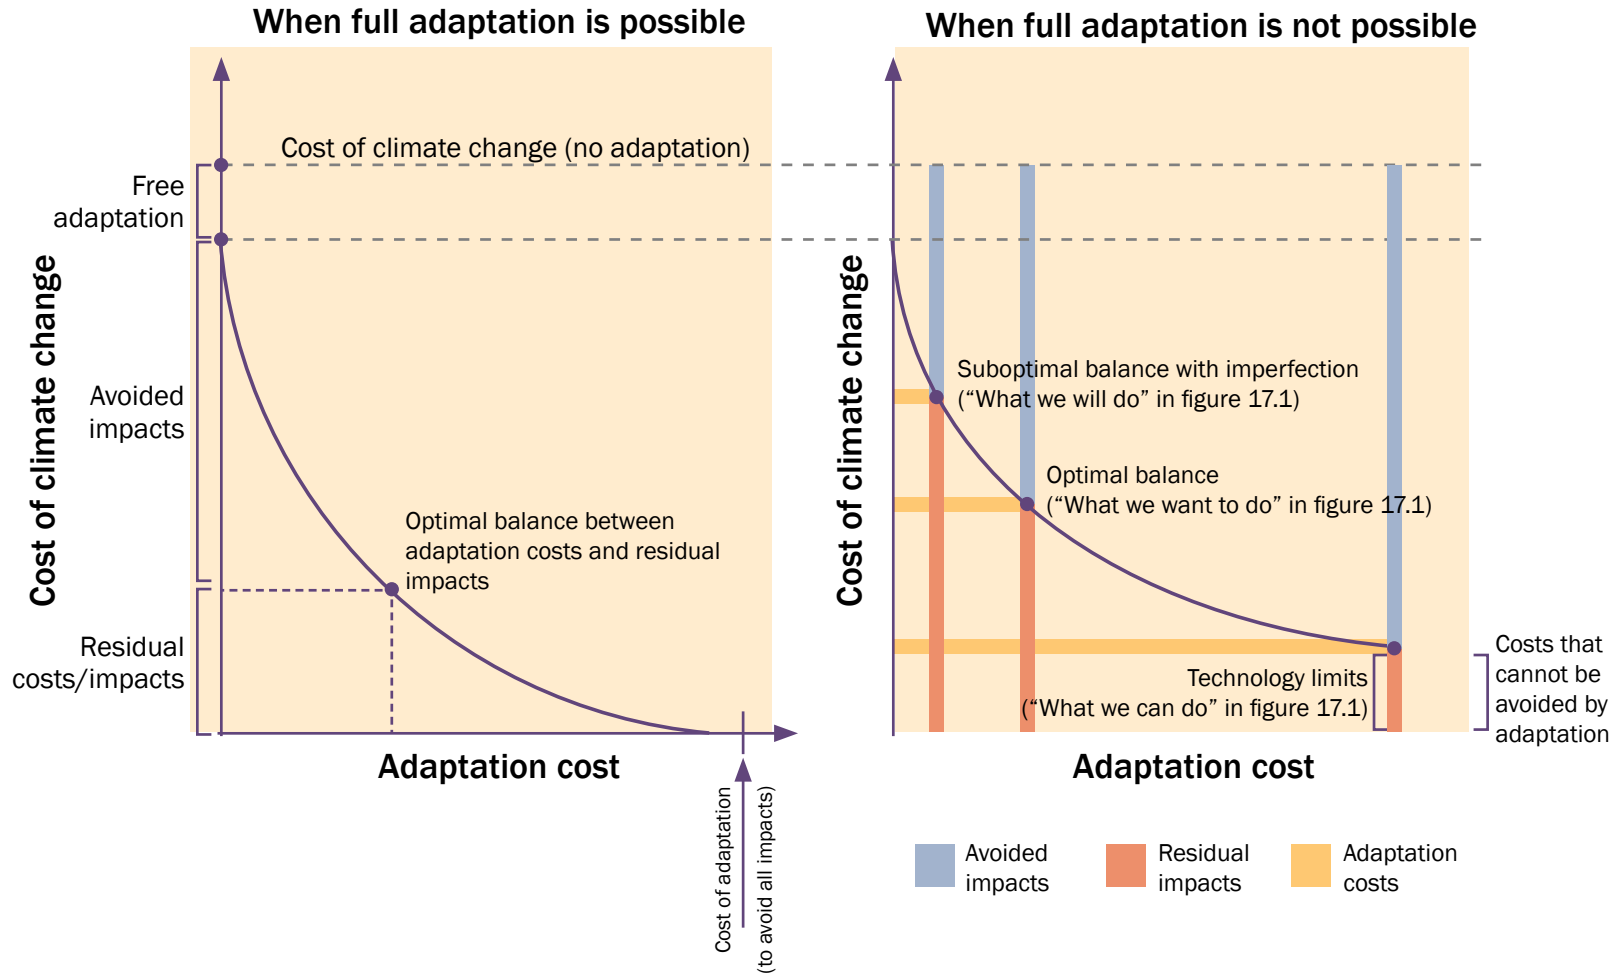 When full adaptation is possible
Cost of climate change (no adaptation)
Free
adaptation
Cost of climate change
Avoided
impacts
Optimal balance between
adaptation costs and residual
impacts
Residual
costs/impacts
Adaptation cost
Cost of adaptation
(to avoid all impacts)
When full adaptation is not possible
Cost of climate change
Suboptimal balance with imperfection
(“What we will do” in figure 17.1)
Optimal balance
(“What we want to do” in figure 17.1)
Technology limits
(“What we can do” in figure 17.1)
Costs that
cannot be
avoided by
adaptation
Adaptation cost
Avoided
impacts
Residual
impacts
Adaptation
costs